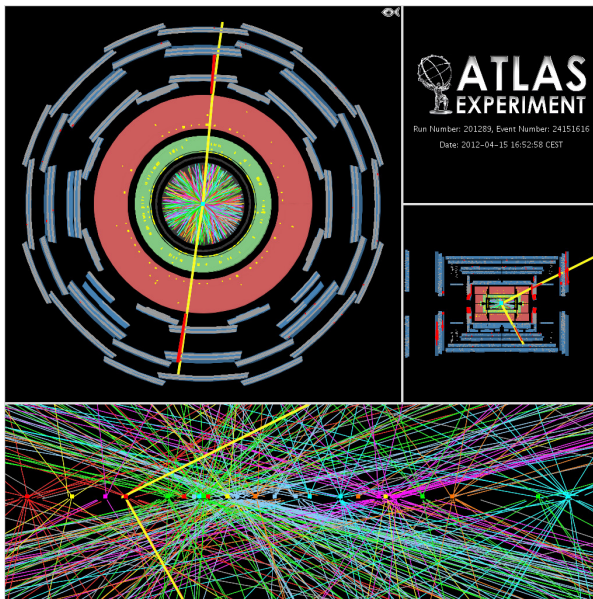 ATLAS
EXPERIMENT
Run Number: 201289, Event Number: 24151616
Date: 2012-04-15 16:52:58 CEST